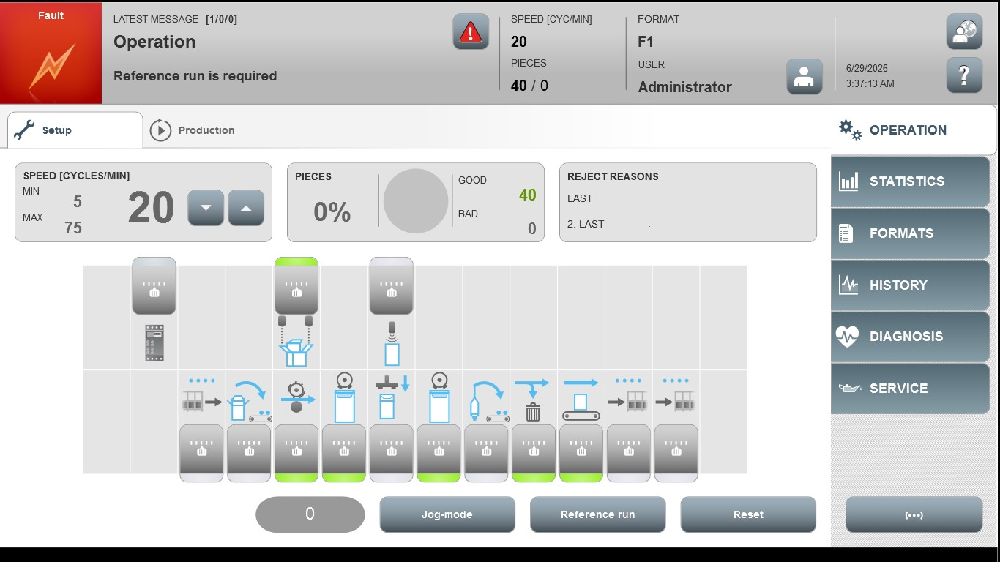 Fault
LATEST MESSAGE [1/0/0]
Operation
Reference run is required
SPEED [CYC/MIN]
20
PIECES
40 / 0
FORMAT
F1
USER
Administrator
6/29/2026
3:37:13 AM
?
Setup
Production
SPEED [CYCLES/MIN]
MIN
5
MAX
75
20
PIECES
0%
GOOD
40
BAD
0
REJECT REASONS
LAST .
2. LAST .
OPERATION
STATISTICS
FORMATS
HISTORY
DIAGNOSIS
SERVICE
0
Jog-mode
Reference run
Reset
(•••)